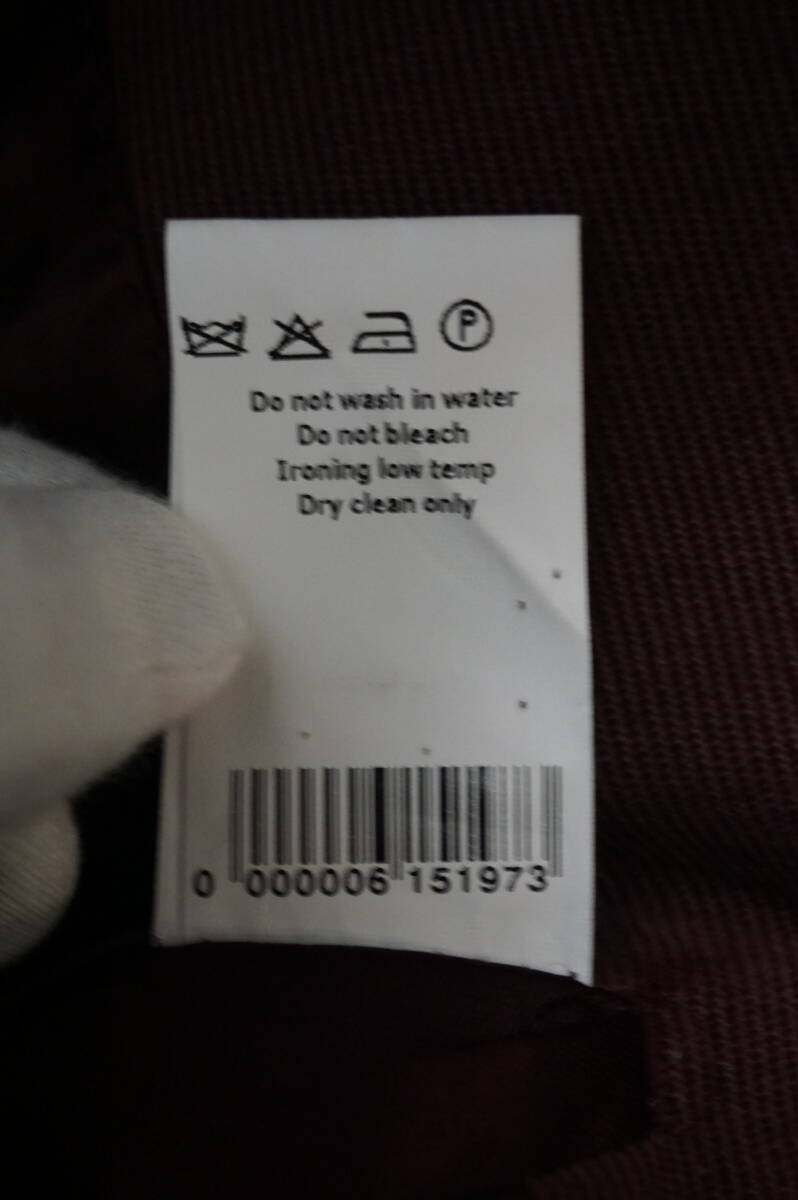 P
Do not wash in water
Do not bleach
Ironing low temp
Dry clean only
0 000006 151973